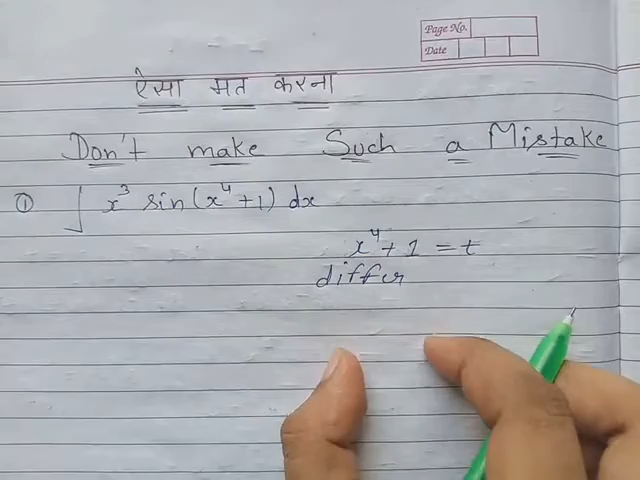 Page No.
Date
ऐसा मत करना
Don't make Such a Mistake
① ∫ x³ sin(x⁴+1) dx
x⁴+1 = t
differ